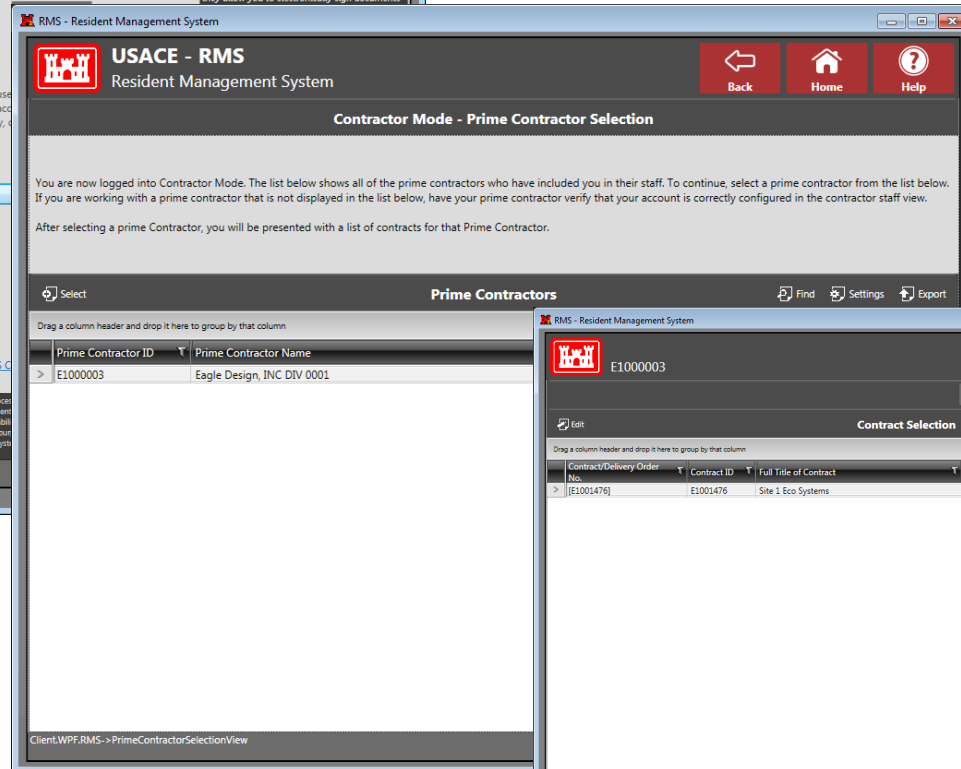 they allow you to electronically sign documents
RMS - Resident Management System
USACE - RMS
Resident Management System
Back
Home
Help
Contractor Mode - Prime Contractor Selection
You are now logged into Contractor Mode. The list below shows all of the prime contractors who have included you in their staff. To continue, select a prime contractor from the list below.
If you are working with a prime contractor that is not displayed in the list below, have your prime contractor verify that your account is correctly configured in the contractor staff view.
After selecting a prime Contractor, you will be presented with a list of contracts for that Prime Contractor.
Select
Prime Contractors
Find
Settings
Export
Drag a column header and drop it here to group by that column
Prime Contractor ID
Prime Contractor Name
E1000003
Eagle Design, INC DIV 0001
Client.WPF.RMS->PrimeContractorSelectionView
RMS - Resident Management System
E1000003
Edit
Contract Selection
Drag a column header and drop it here to group by that column
Contract/Delivery Order
No.
Contract ID
Full Title of Contract
[E1001476]
E1001476
Site 1 Eco Systems